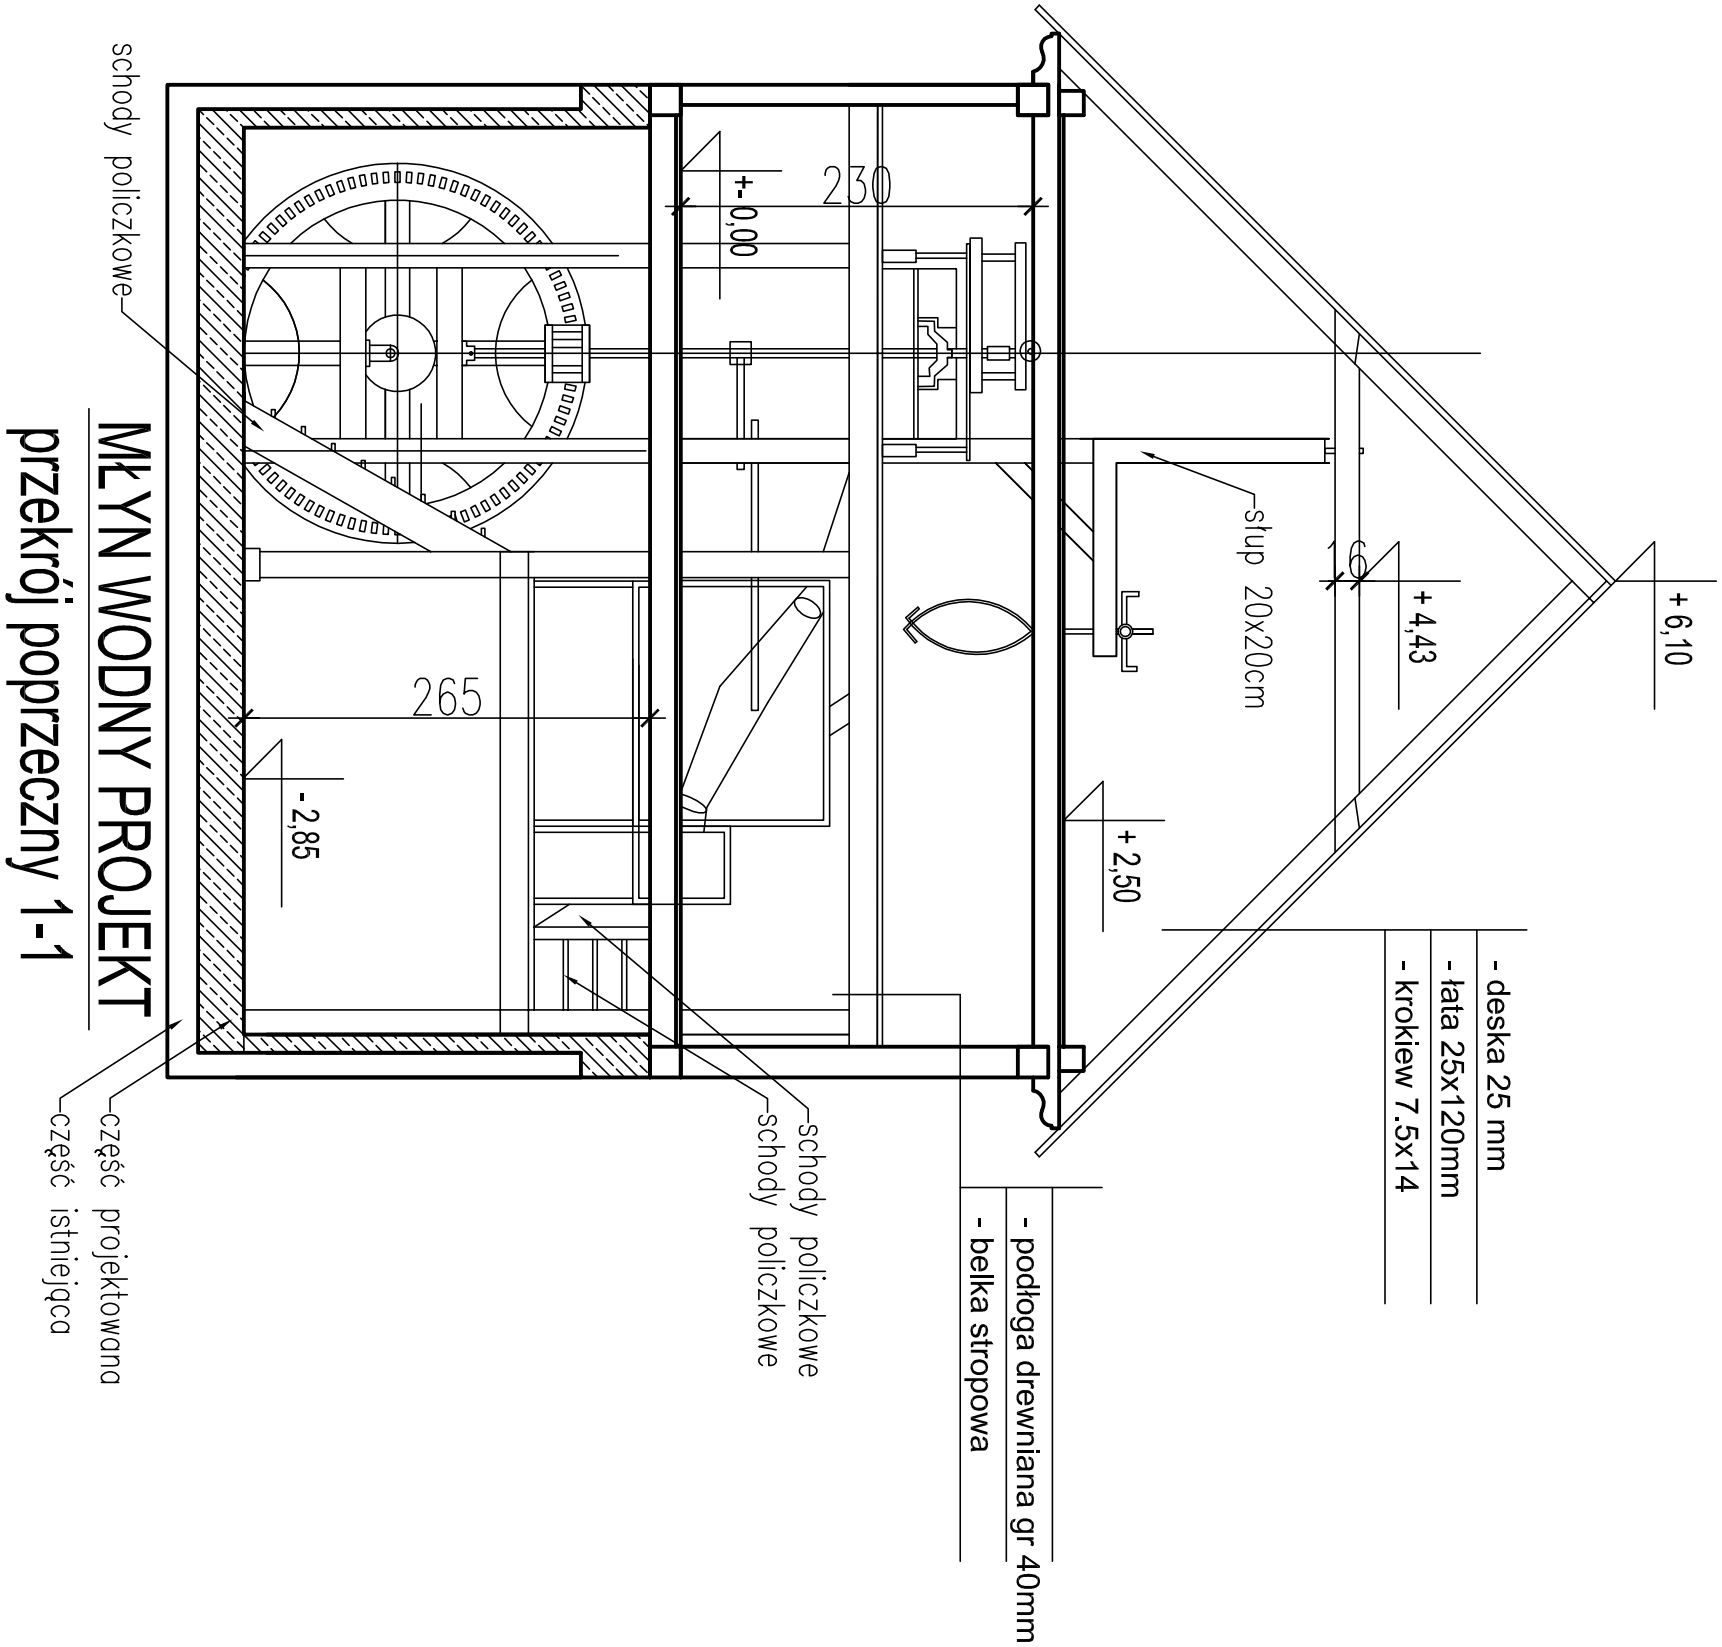 + 6,10
+ 4,43
16
słup 20x20cm
+ 2,50
- deska 25 mm
- łata 25x120mm
- krokiew 7.5x14
- podłoga drewniana gr 40mm
- belka stropowa
230
+-0,00
265
- 2,85
schody policzkowe
schody policzkowe
schody policzkowe
część projektowana
część istniejąca
MŁYN WODNY PROJEKT
przekrój poprzeczny 1-1